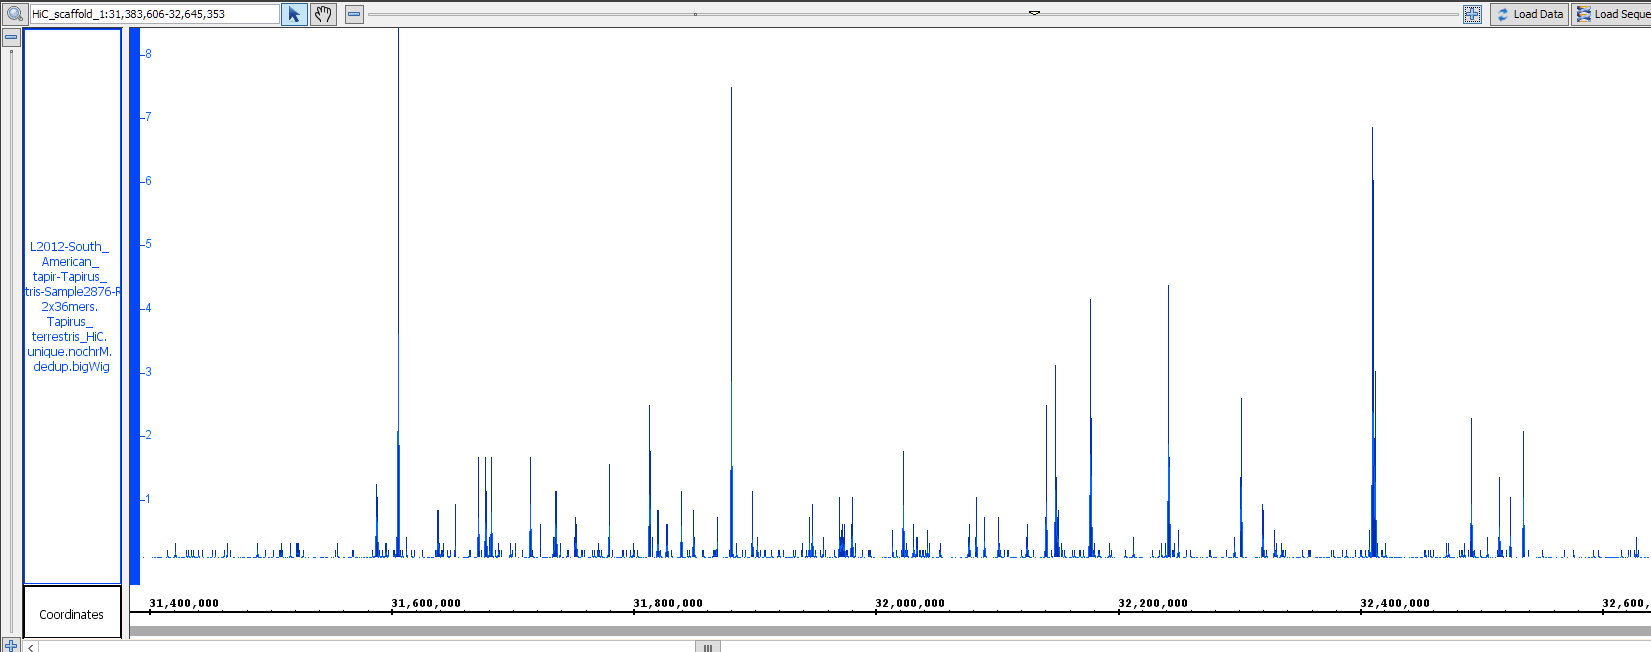 HiC_scaffold_1:31,383,606-32,645,353
Load Data
Load Seque
8
7
6
5
4
3
2
1
L2012-South_
American_
tapir-Tapirus_
tris-Sample2876-R
2x36mers.
Tapirus_
terrestris_HiC.
unique.nochrM.
dedup.bigWig
Coordinates
31,400,000
31,600,000
31,800,000
32,000,000
32,200,000
32,400,000
32,600,